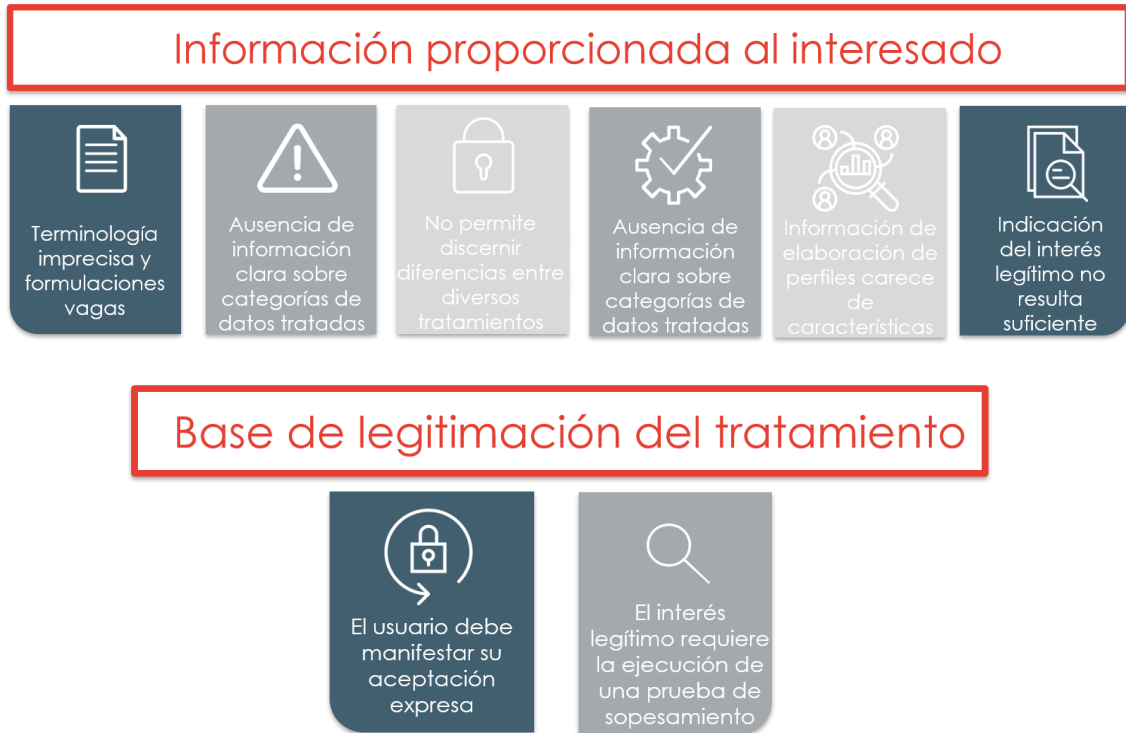 Información proporcionada al interesado
Terminología
imprecisa y
formulaciones
vagas
Ausencia de
información
clara sobre
categorías de
datos tratadas
No permite
discernir
diferencias entre
diversos
tratamientos
Ausencia de
información
clara sobre
categorías de
datos tratadas
Información de
elaboración de
perfiles carece
de
características
Indicación
del interés
legítimo no
resulta
suficiente
Base de legitimación del tratamiento
El usuario debe
manifestar su
aceptación
expresa
El interés
legítimo requiere
la ejecución de
una prueba de
sopesamiento